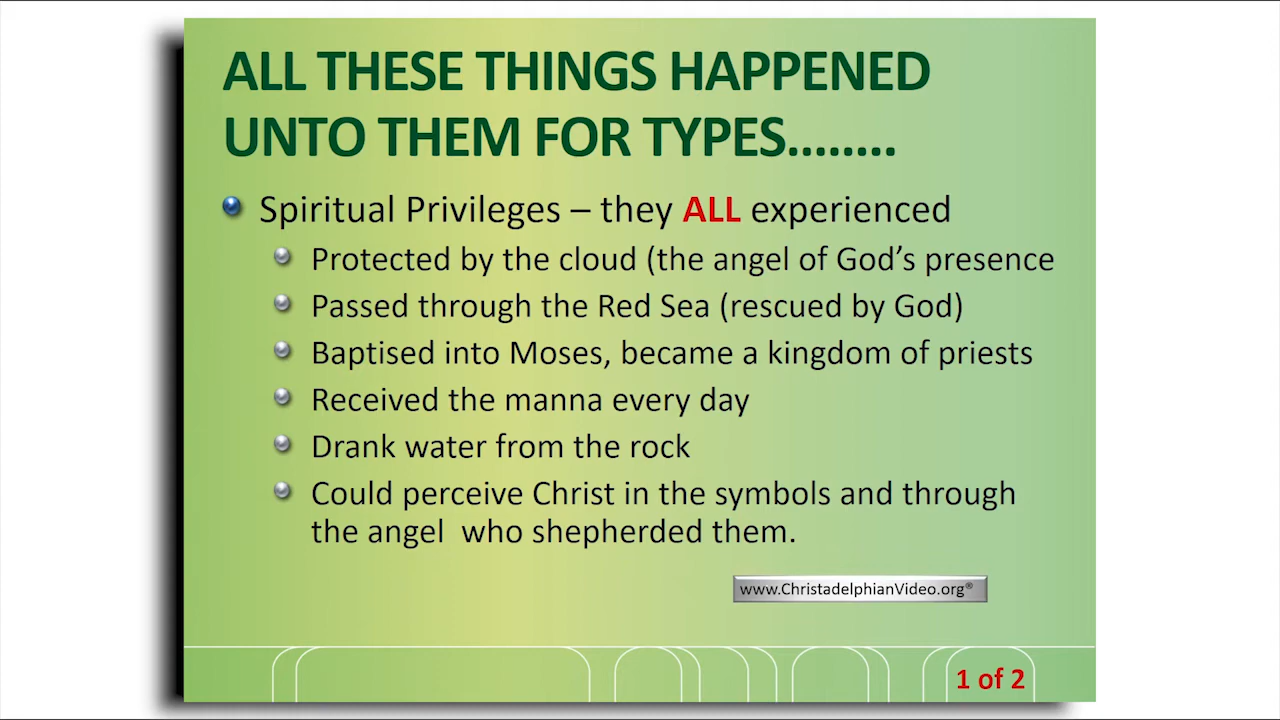 ALL THESE THINGS HAPPENED
UNTO THEM FOR TYPES........
Spiritual Privileges – they ALL experienced
Protected by the cloud (the angel of God’s presence
Passed through the Red Sea (rescued by God)
Baptised into Moses, became a kingdom of priests
Received the manna every day
Drank water from the rock
Could perceive Christ in the symbols and through
the angel  who shepherded them.
www.ChristadelphianVideo.org®
1 of 2